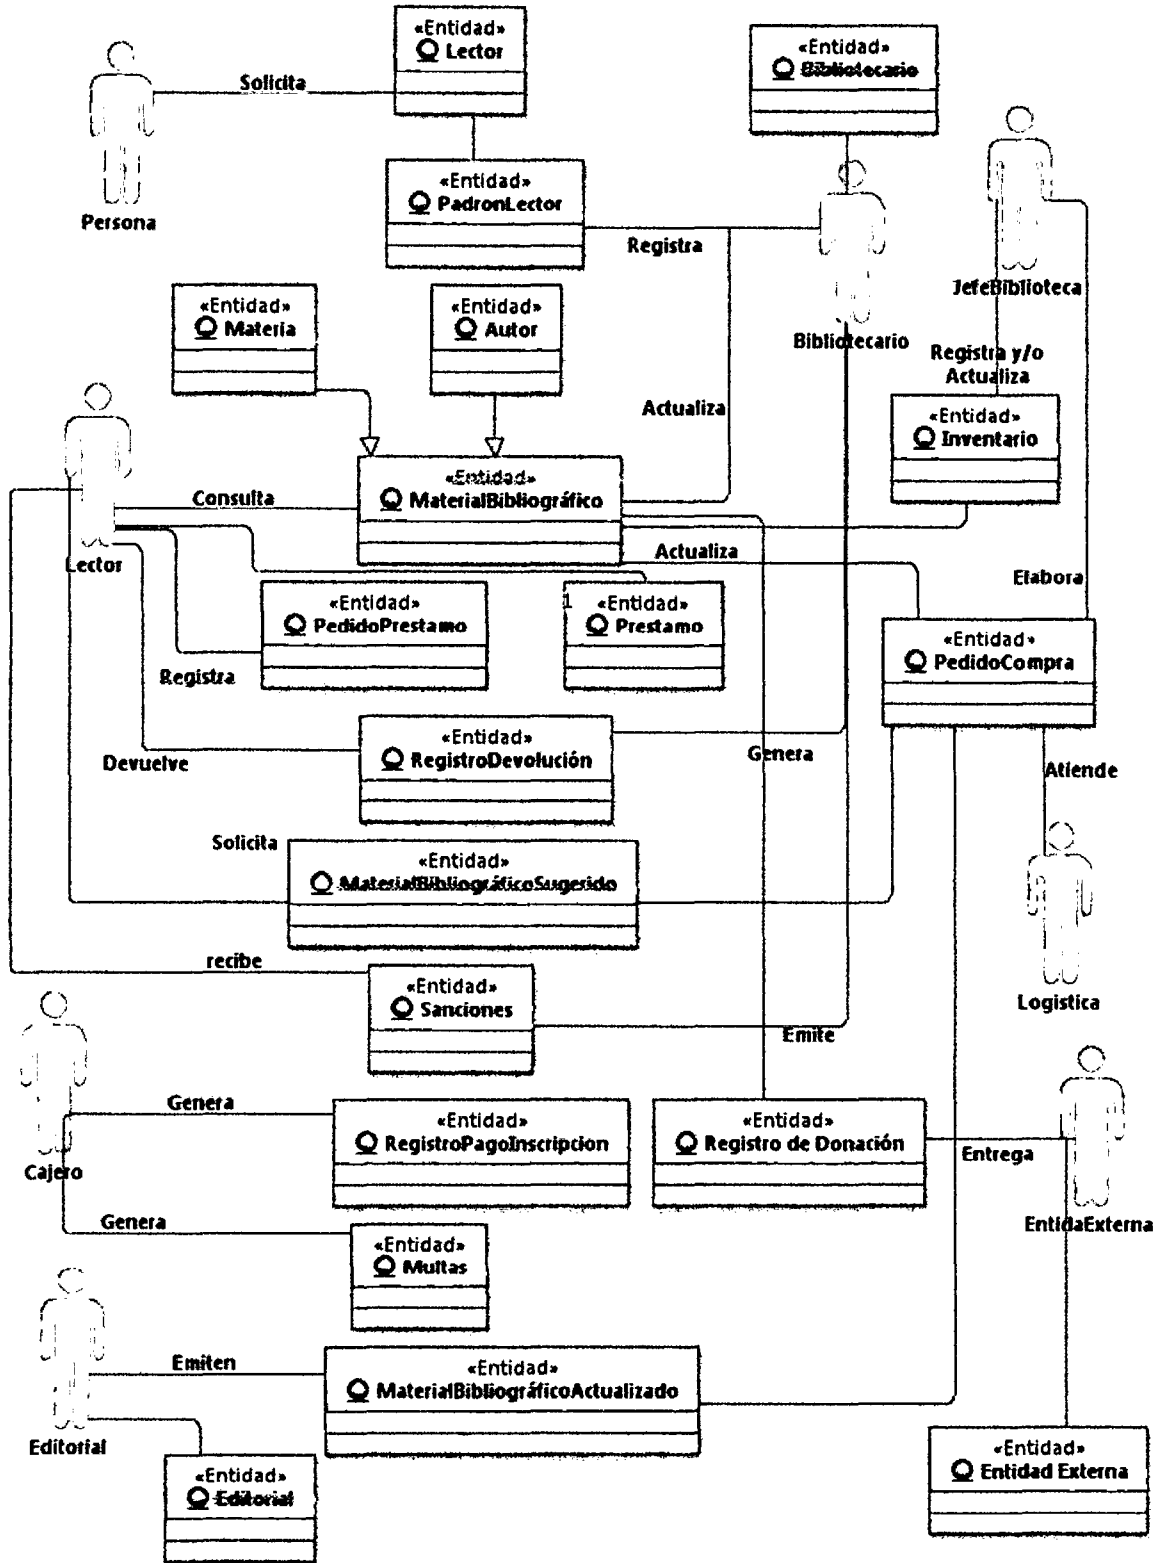 «Entidad»
Lector
«Entidad»
Bibliotecario
Solicita
Persona
«Entidad»
PadronLector
Registra
JefeBiblioteca
Bibliotecario
«Entidad»
Materia
«Entidad»
Autor
Registra y/o
Actualiza
Actualiza
«Entidad»
Inventario
«Entidad»
MaterialBibliográfico
Consulta
Lector
Actualiza
Elabora
«Entidad»
PedidoPrestamo
1
«Entidad»
Prestamo
«Entidad»
PedidoCompra
Registra
«Entidad»
RegistroDevolución
Devuelve
Genera
Atiende
Solicita
«Entidad»
MaterialBibliográficoSugerido
recibe
«Entidad»
Sanciones
Logistica
Emite
Cajero
Genera
«Entidad»
RegistroPagoInscripcion
«Entidad»
Registro de Donación
Entrega
EntidaExterna
Genera
«Entidad»
Multas
Emiten
«Entidad»
MaterialBibliográficoActualizado
Editorial
«Entidad»
Editorial
«Entidad»
Entidad Externa